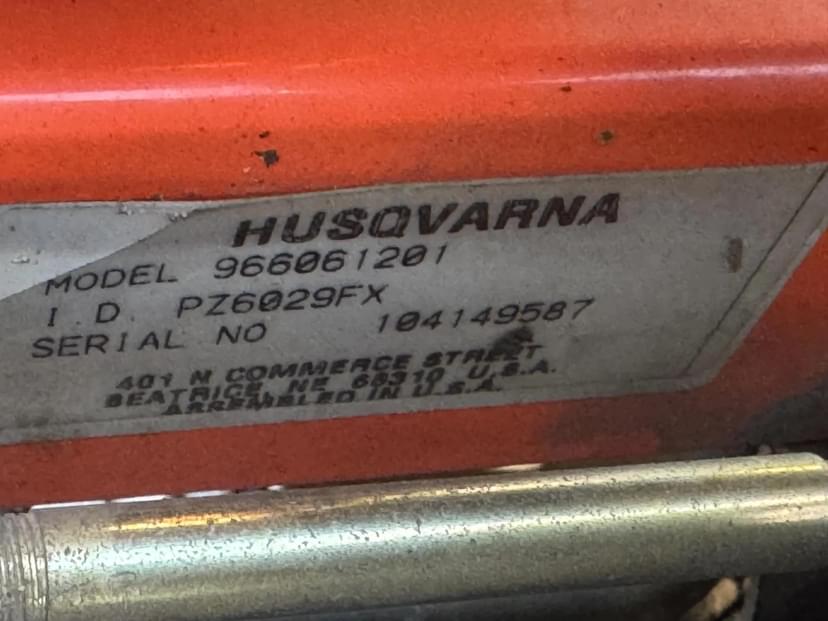 HUSQVARNA
MODEL 966061201
I.D. PZ6029FX
SERIAL NO 104149587
401 N COMMERCE STREET
BEATRICE, NE 68310 U.S.A.
ASSEMBLED IN U.S.A.